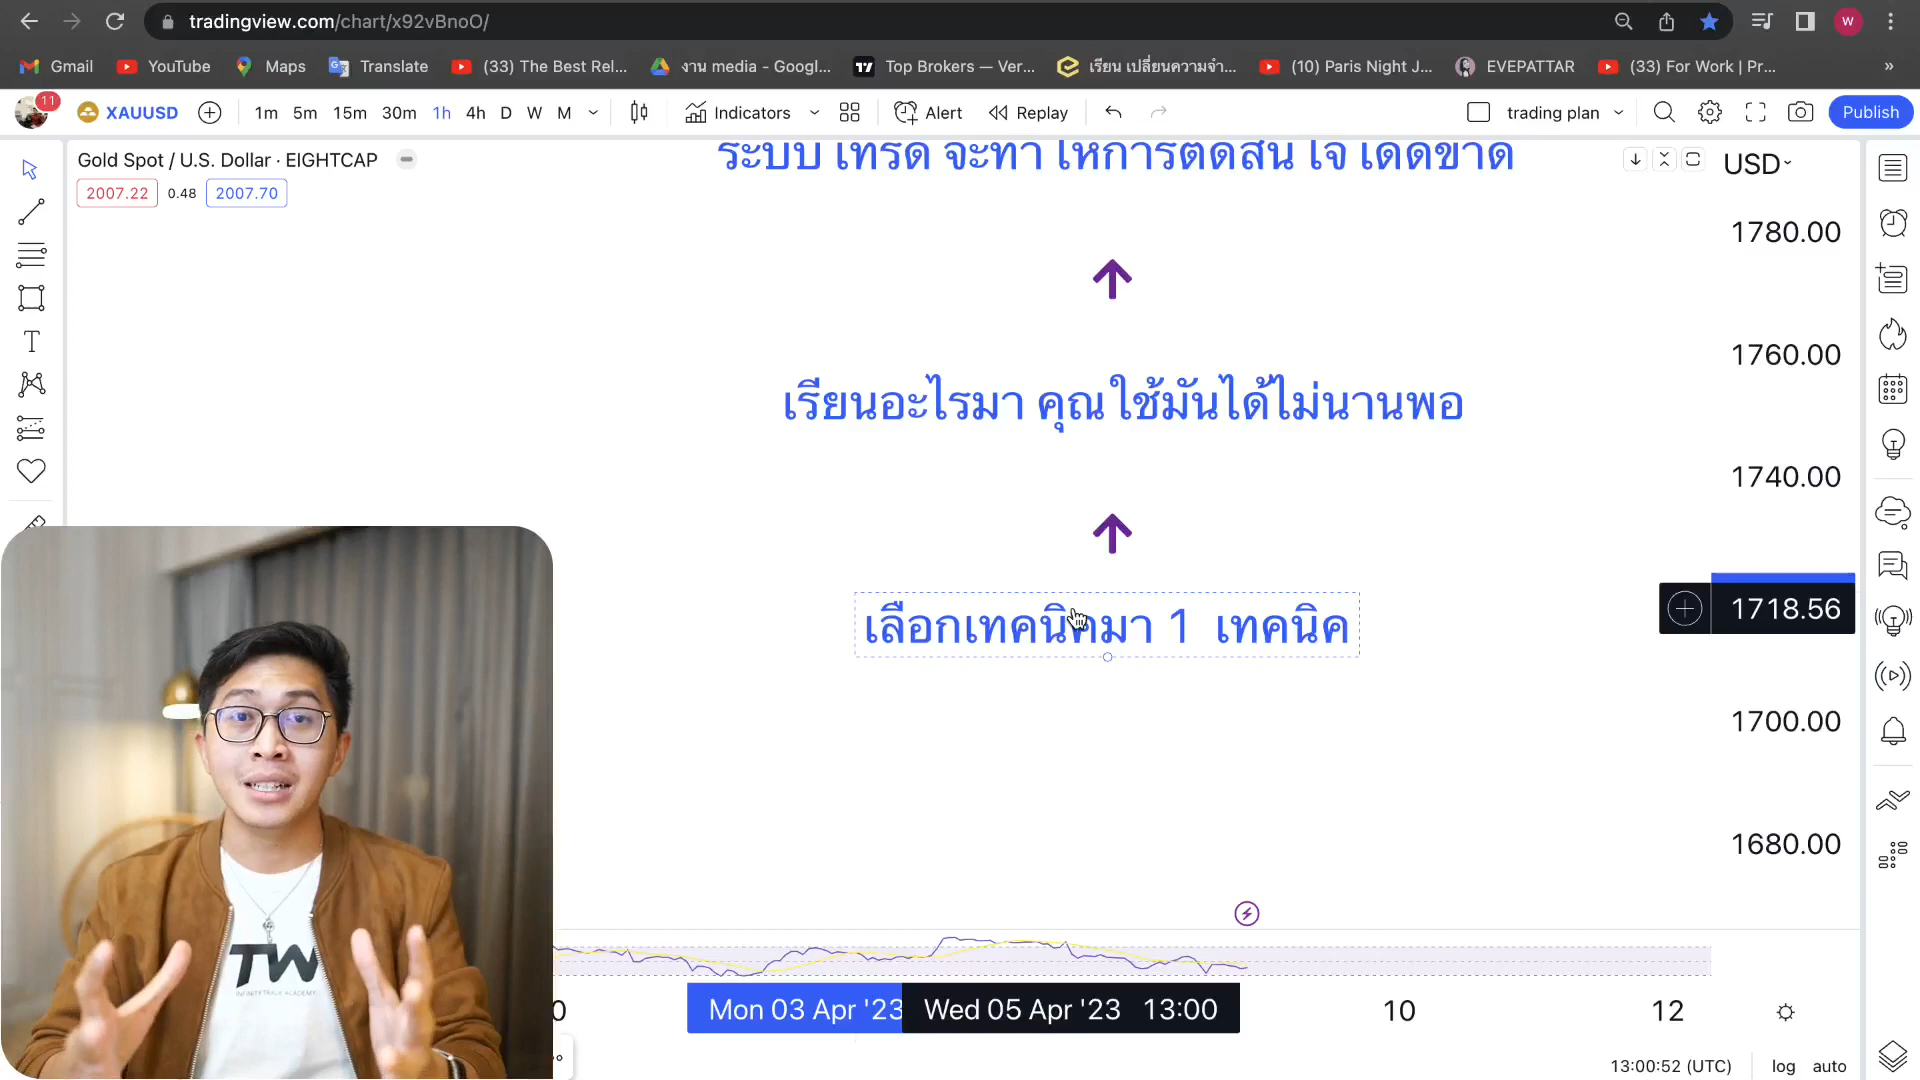 tradingview.com/chart/x92vBnoO/
W
Gmail
YouTube
Maps
Translate
(33) The Best Rel...
งาน media - Googl...
Top Brokers — Ver...
เรียน เปลี่ยนความจำ...
(10) Paris Night J...
EVEPATTAR
(33) For Work | Pr...
»
11
XAUUSD
1m 5m 15m 30m 1h 4h D W M
Indicators
Alert
Replay
trading plan
Publish
Gold Spot / U.S. Dollar · EIGHTCAP
2007.22 0.48 2007.70
USD
ระบบ เทรด จะทำ ให้การตัดสิน ใจ เด็ดขาด
1780.00
1760.00
เรียนอะไรมา คุณใช้มันได้ไม่นานพอ
1740.00
เลือกเทคนิคมา 1 เทคนิค
1718.56
1700.00
1680.00
TW
INFINITYTRADE ACADEMY
Mon 03 Apr '23
Wed 05 Apr '23 13:00
10
12
13:00:52 (UTC)
log
auto